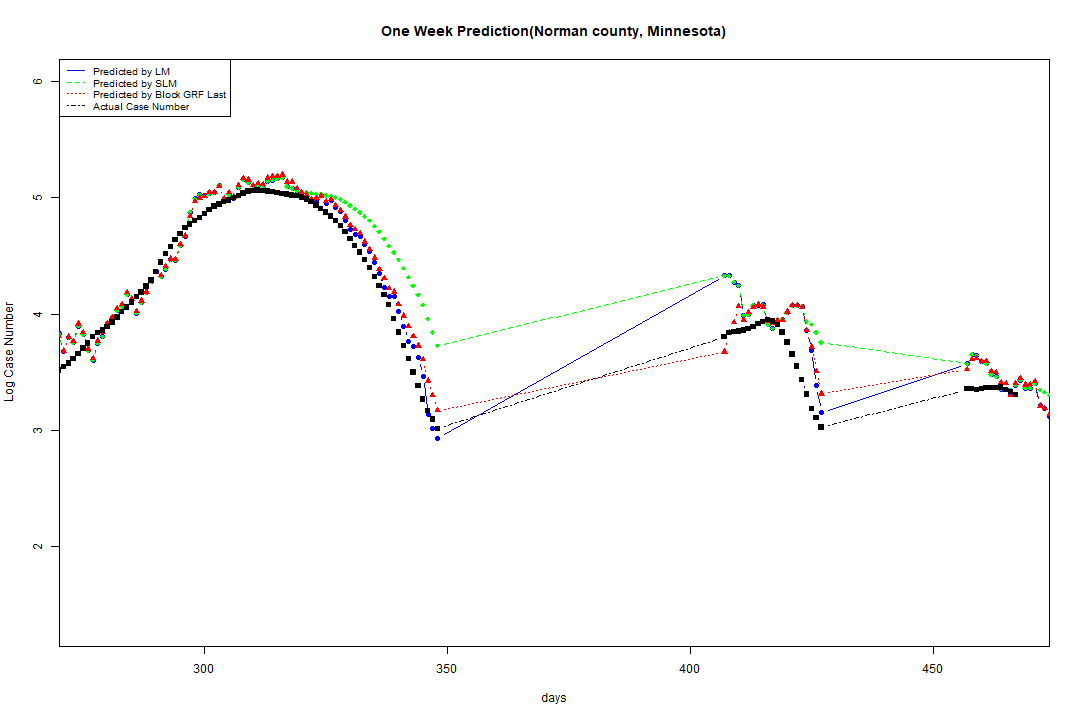 One Week Prediction(Norman county, Minnesota)
Predicted by LM
Predicted by SLM
Predicted by Block GRF Last
Actual Case Number
6
5
4
3
2
Log Case Number
300
350
400
450
days